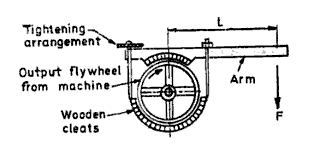 Tightening
arrangement
L
Output flywheel
from machine
Arm
Wooden
cleats
F